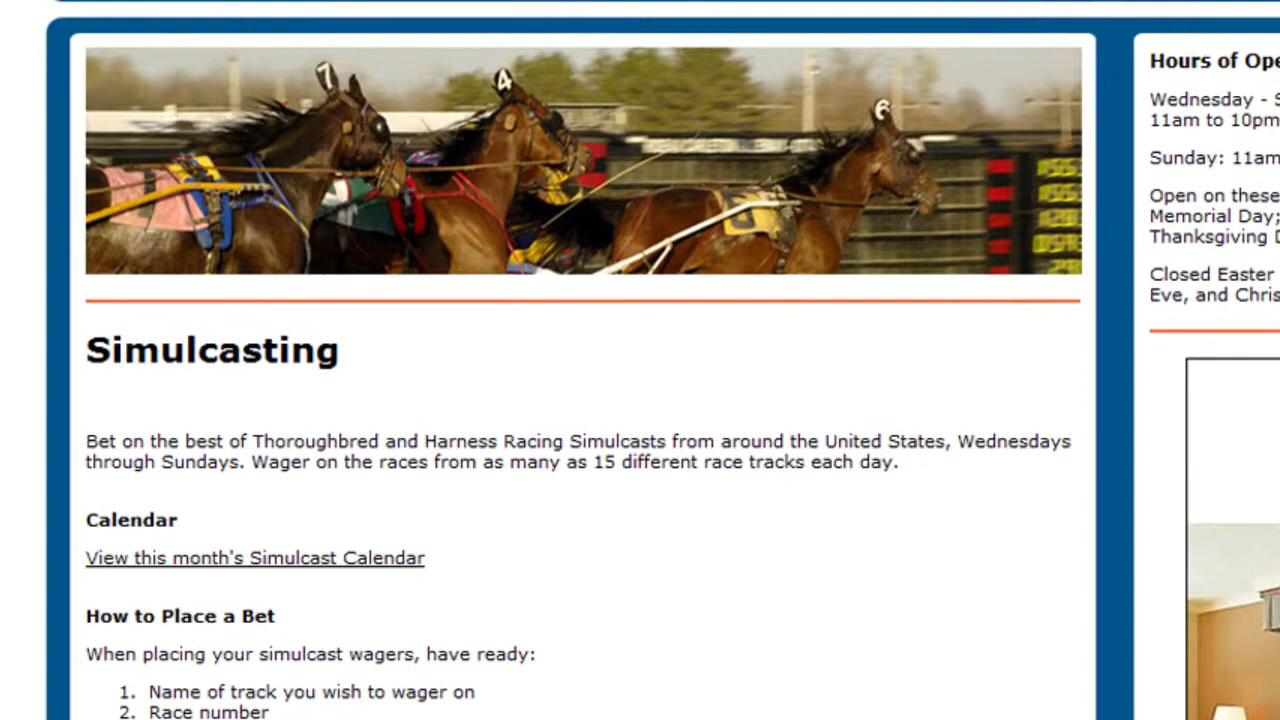 7
4
6
Simulcasting
Bet on the best of Thoroughbred and Harness Racing Simulcasts from around the United States, Wednesdays
through Sundays. Wager on the races from as many as 15 different race tracks each day.
Calendar
View this month's Simulcast Calendar
How to Place a Bet
When placing your simulcast wagers, have ready:
1. Name of track you wish to wager on
2. Race number
Hours of Ope
Wednesday - S
11am to 10pm
Sunday: 11am
Open on these
Memorial Day;
Thanksgiving D
Closed Easter
Eve, and Chris